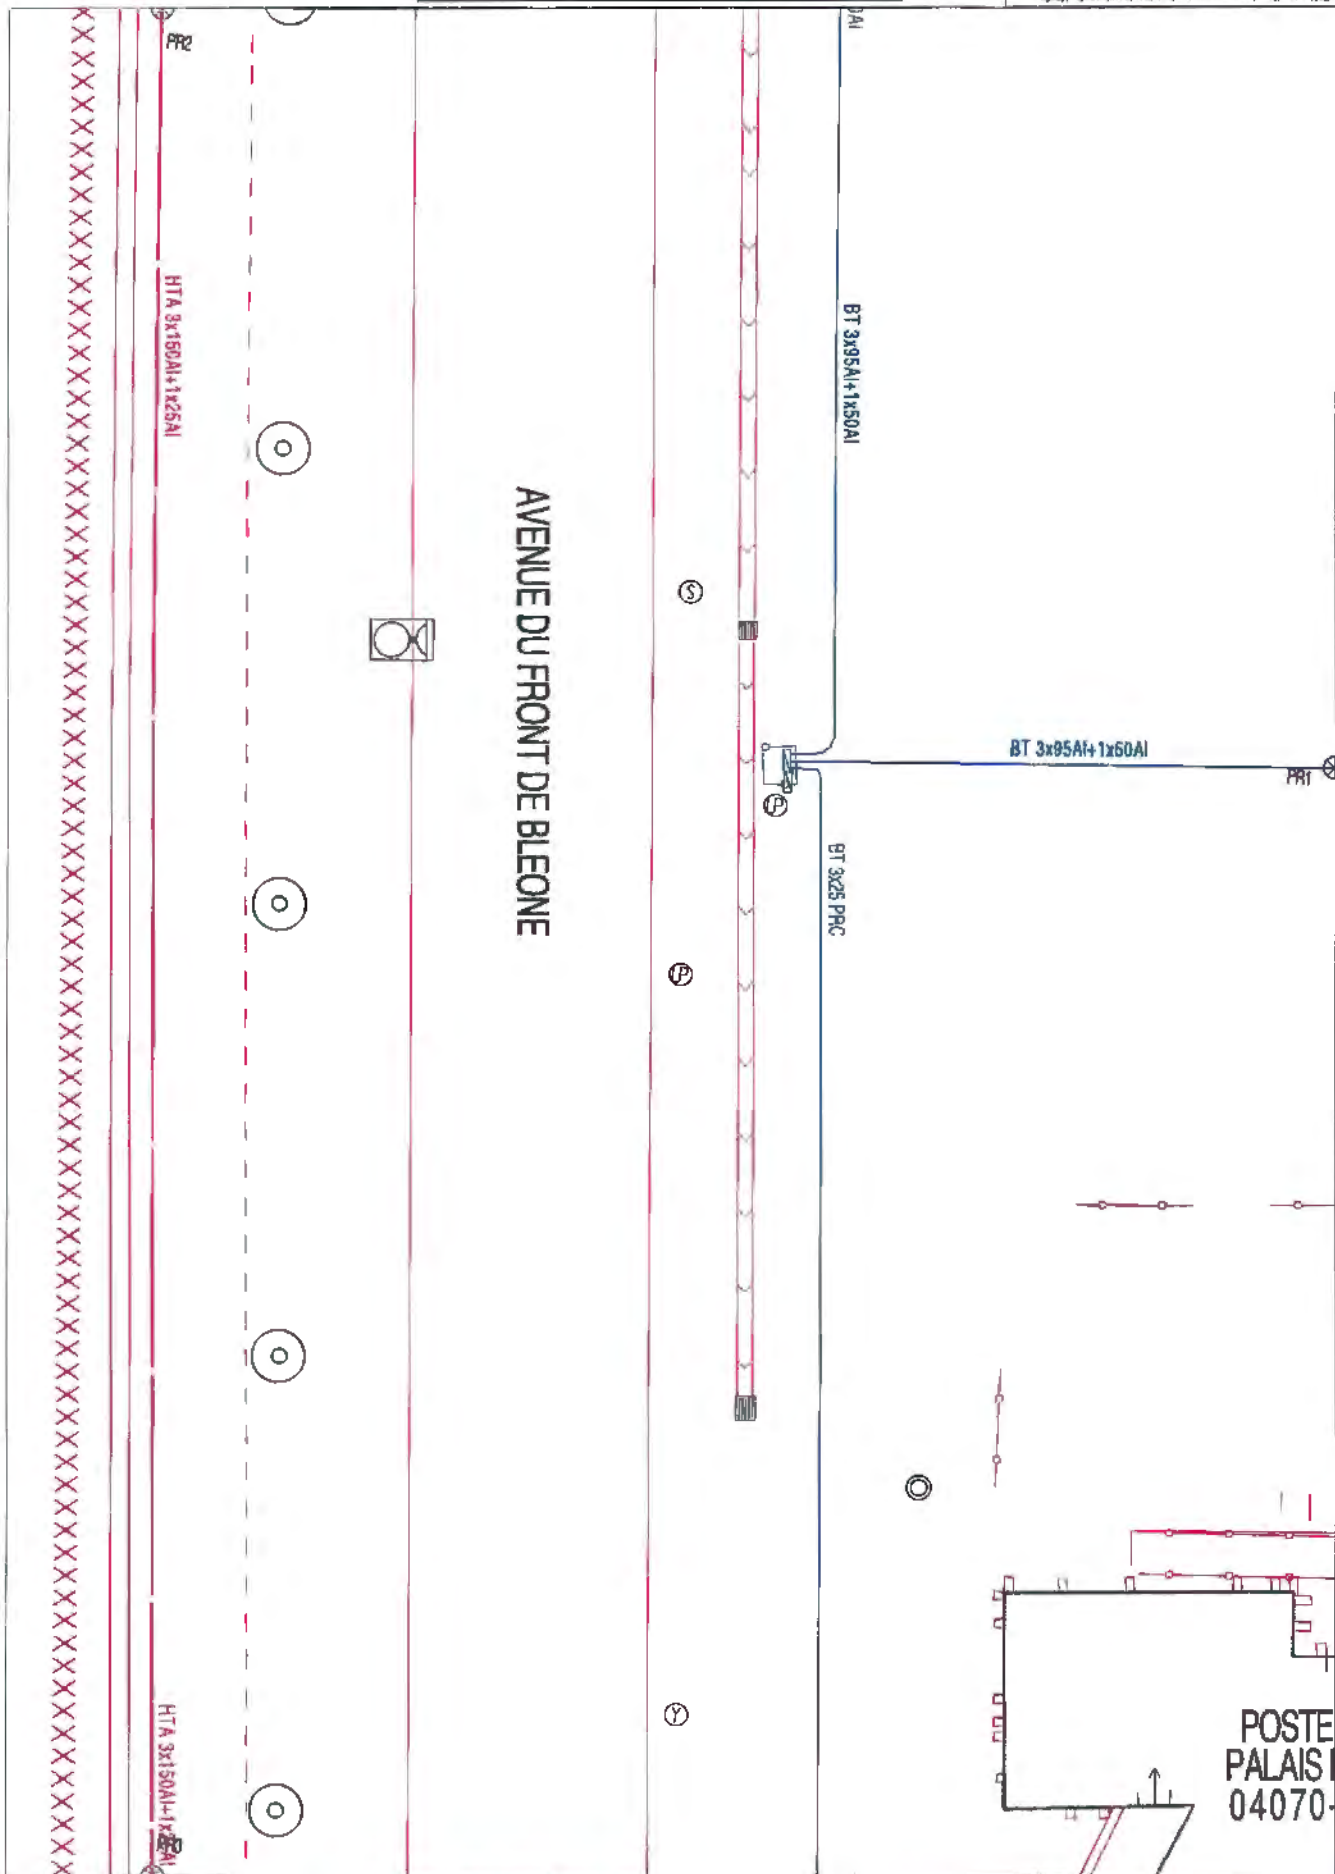 PR2
HTA 3x150Al+1x25Al
BT 3x95Al+1x50Al
AVENUE DU FRONT DE BLEONE
S
BT 3x95Al+1x50Al
PR1
P
BT 3x25 PRC
P
Y
POSTE
PALAIS
04070-
HTA 3x150Al+1x25Al